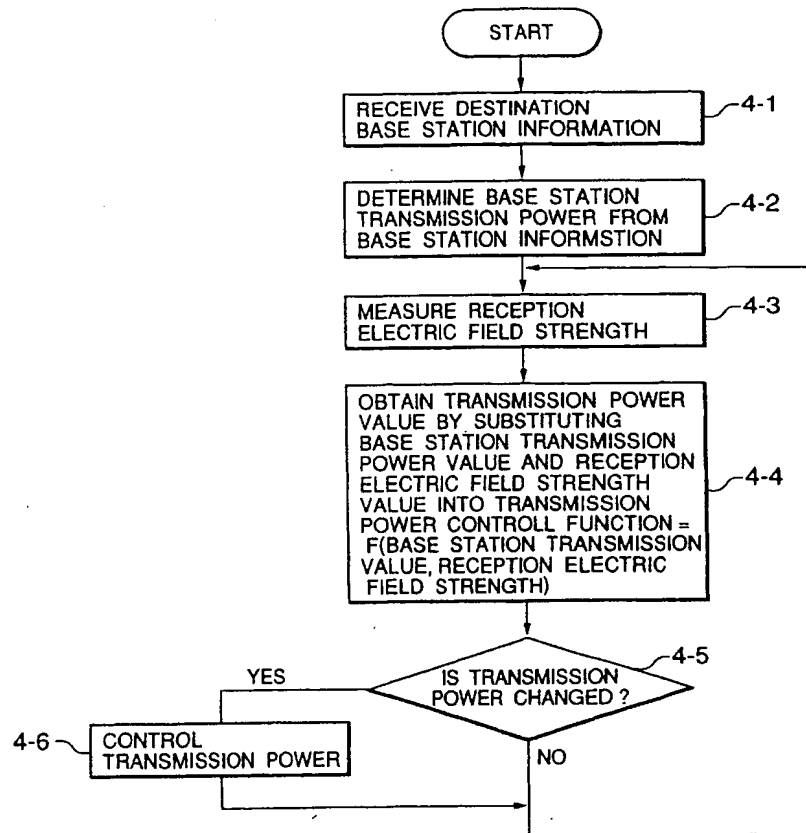 START
RECEIVE DESTINATION
BASE STATION INFORMATION
4-1
DETERMINE BASE STATION
TRANSMISSION POWER FROM
BASE STATION INFORMSTION
4-2
MEASURE RECEPTION
ELECTRIC FIELD STRENGTH
4-3
OBTAIN TRANSMISSION POWER
VALUE BY SUBSTITUTING
BASE STATION TRANSMISSION
POWER VALUE AND RECEPTION
ELECTRIC FIELD STRENGTH
VALUE INTO TRANSMISSION
POWER CONTROLL FUNCTION =
F(BASE STATION TRANSMISSION
VALUE, RECEPTION ELECTRIC
FIELD STRENGTH)
4-4
IS TRANSMISSION
POWER CHANGED ?
4-5
YES
4-6
CONTROL
TRANSMISSION POWER
NO